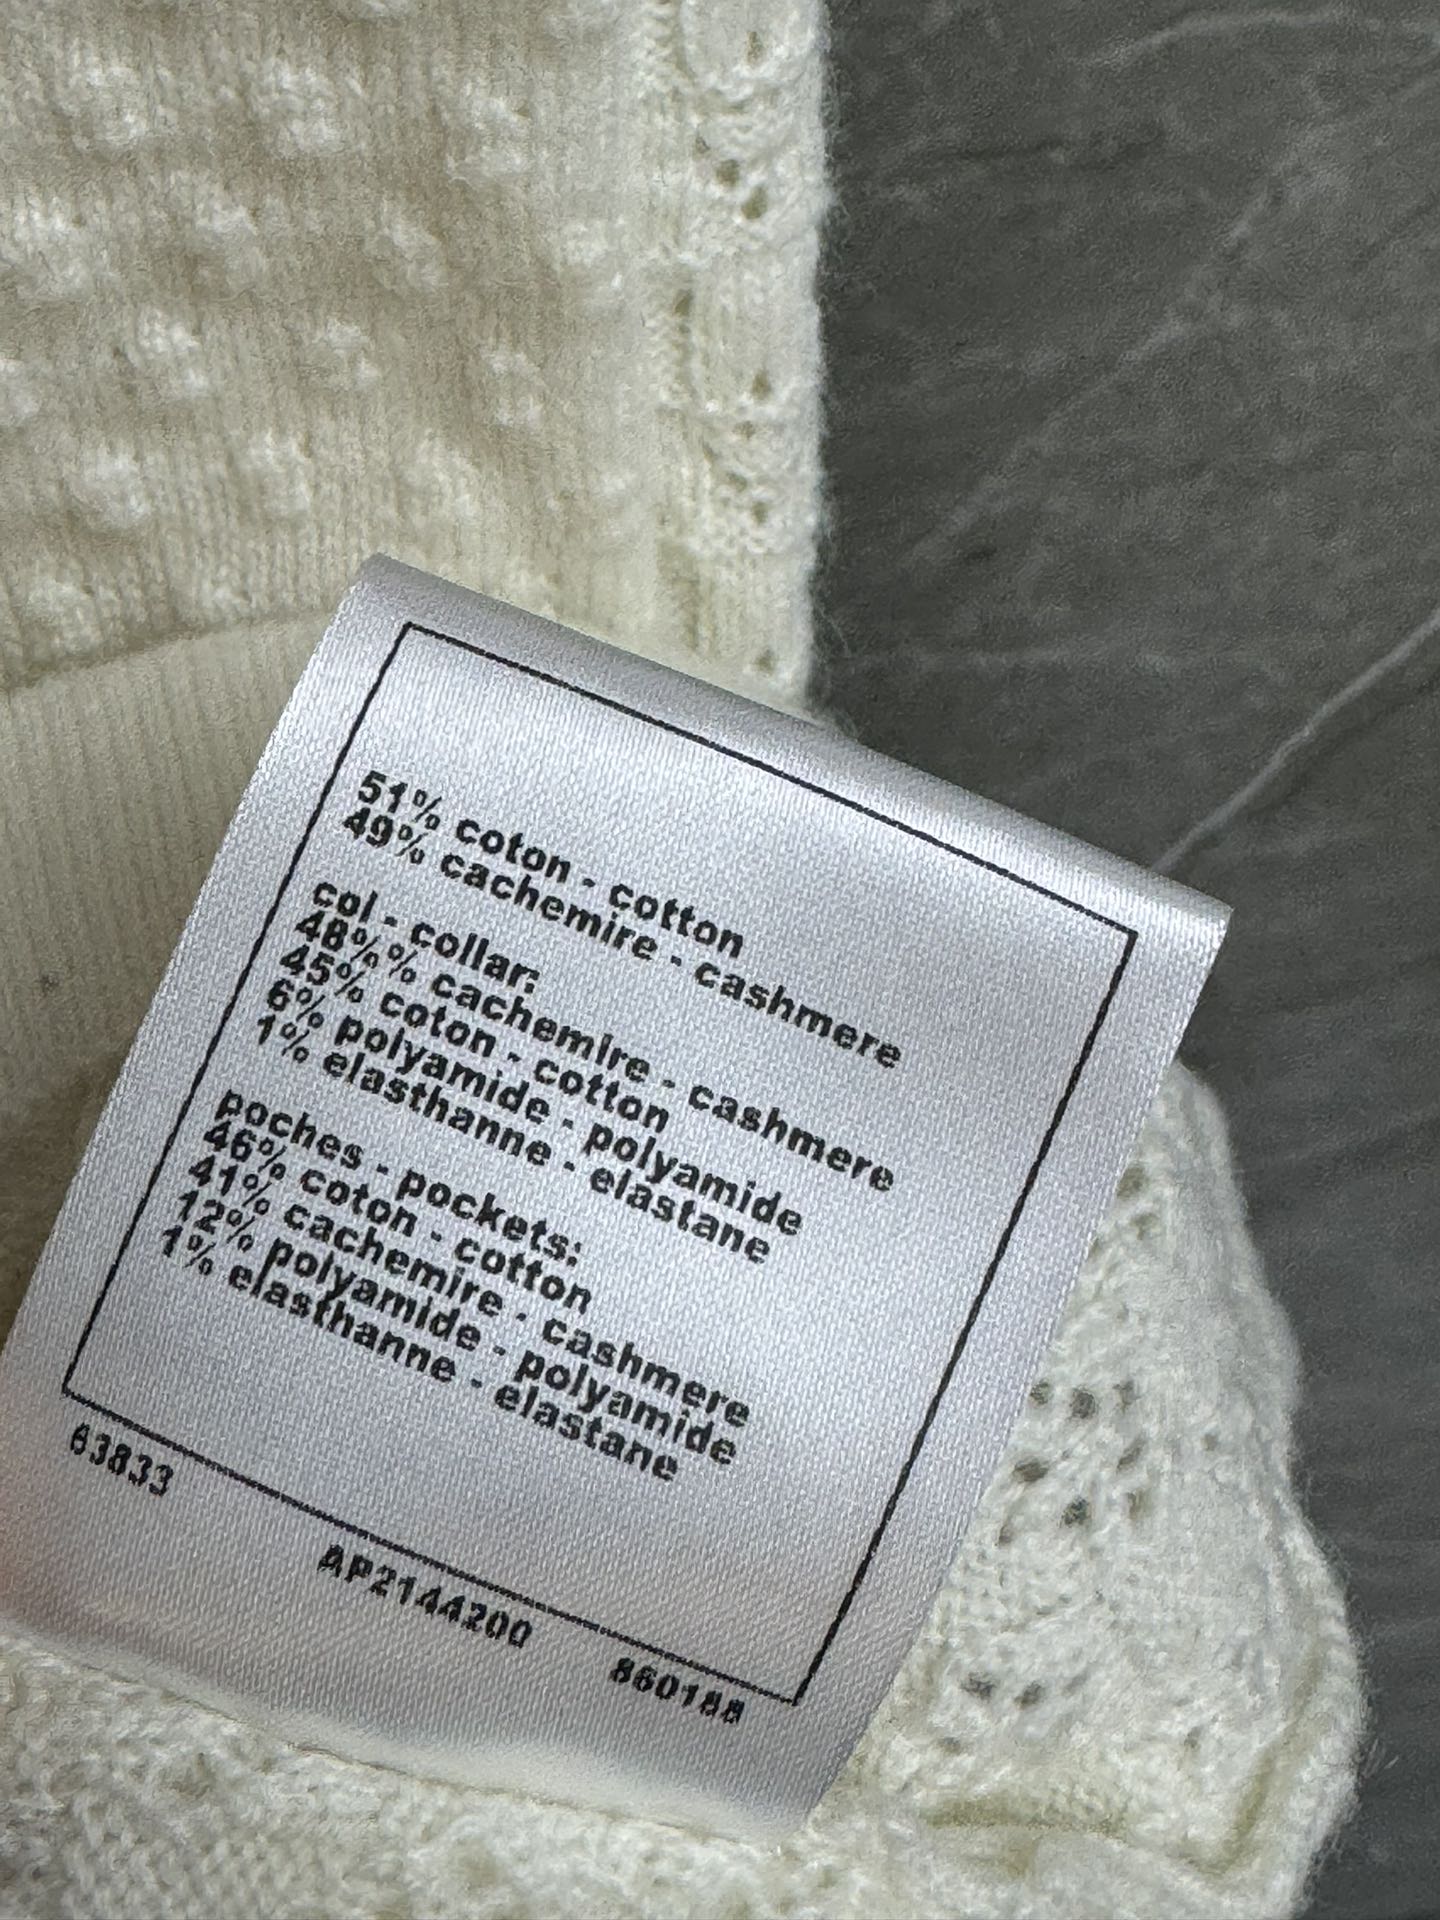 51% coton - cotton
49% cachemire - cashmere
col - collar:
48%% cachemire - cashmere
45% coton - cotton
6% polyamide - polyamide
1% elasthanne - elastane
poches - pockets:
46% coton - cotton
41% cachemire - cashmere
12% polyamide - polyamide
1% elasthanne - elastane
63833
AP2144200
860188